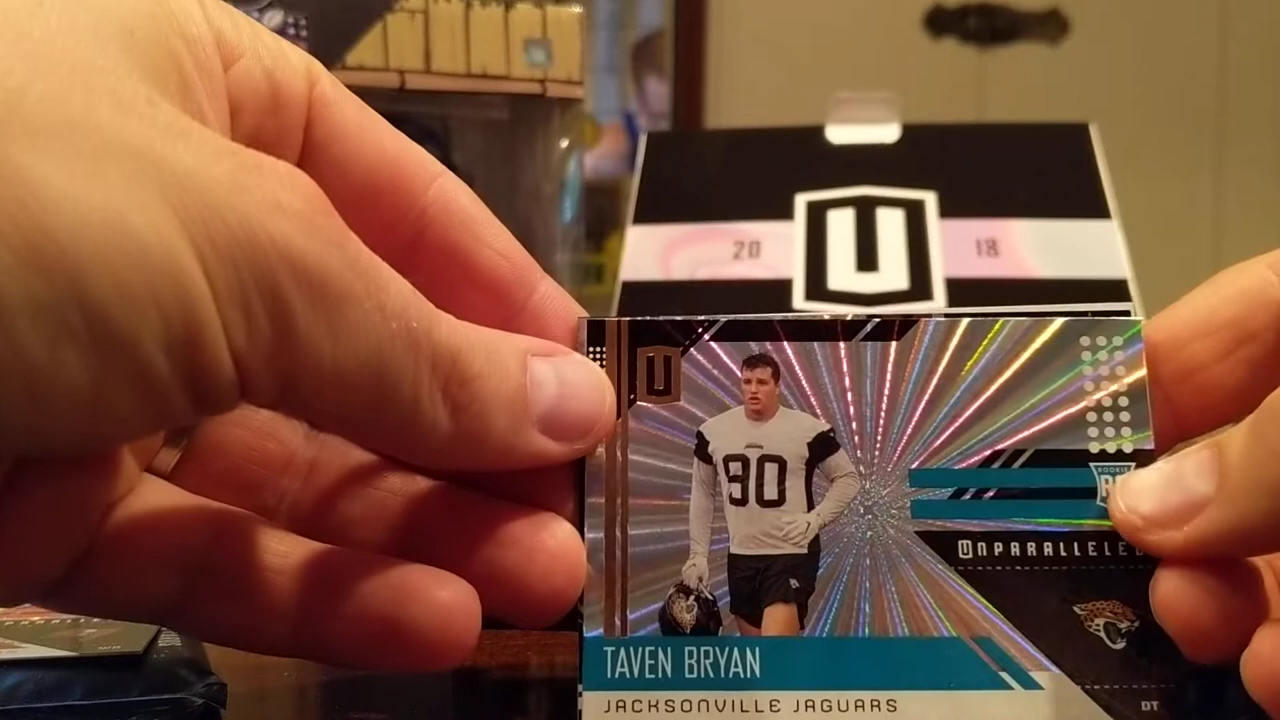 20 U 18
U
90
ROOKIE
UNPARALLELED
TAVEN BRYAN
JACKSONVILLE JAGUARS
DT